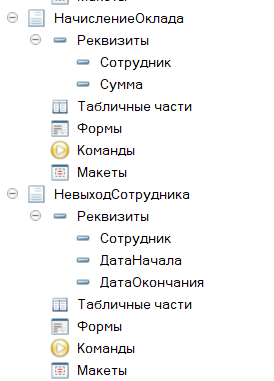 Макеты
НачислениеОклада
Реквизиты
Сотрудник
Сумма
Табличные части
Формы
Команды
Макеты
НевыходСотрудника
Реквизиты
Сотрудник
ДатаНачала
ДатаОкончания
Табличные части
Формы
Команды
Макеты